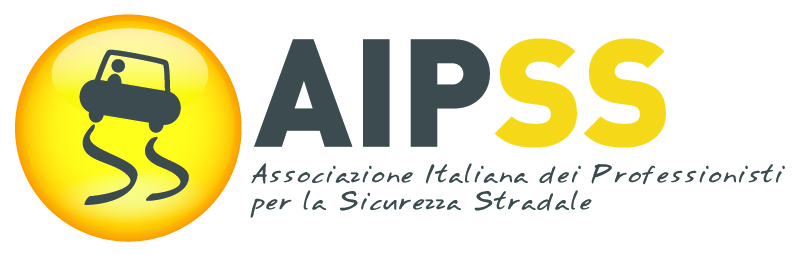 AIPSS
Associazione Italiana dei Professionisti
per la Sicurezza Stradale